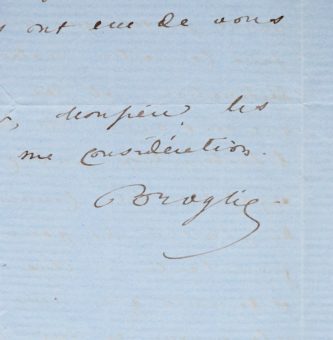 ont eue de vous
Monsieur, les
me considération.
Broglie